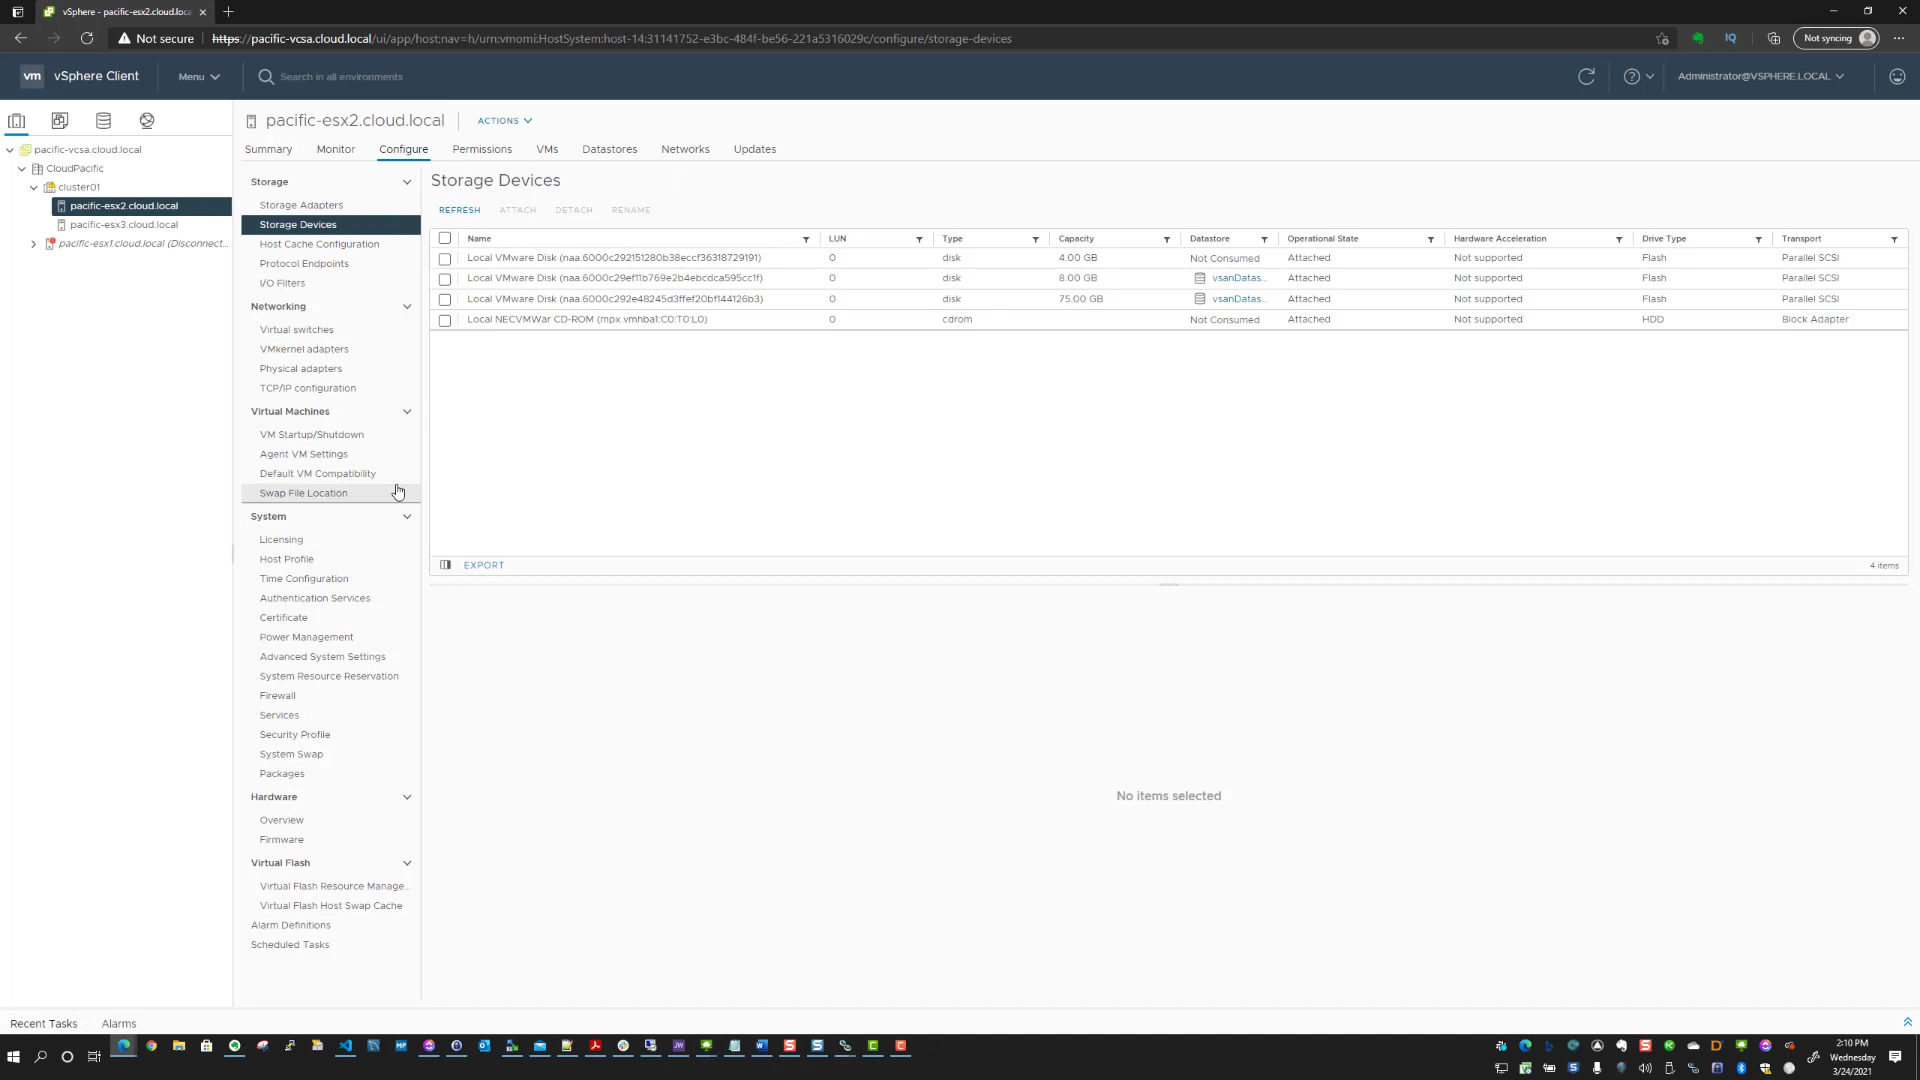 vSphere - pacific-esx2.cloud.loca
Not secure
https://pacific-vcsa.cloud.local/ui/app/host;nav=h/urn:vmomi:HostSystem:host-14:31141752-e3bc-484f-be56-221a5316029c/configure/storage-devices
IQ
Not syncing
vm vSphere Client
Menu
Search in all environments
Administrator@VSPHERE.LOCAL
pacific-vcsa.cloud.local
CloudPacific
cluster01
pacific-esx2.cloud.local
pacific-esx3.cloud.local
pacific-esx1.cloud.local (Disconnect...
pacific-esx2.cloud.local
ACTIONS
Summary Monitor Configure Permissions VMs Datastores Networks Updates
Storage
Storage Adapters
Storage Devices
Host Cache Configuration
Protocol Endpoints
I/O Filters
Networking
Virtual switches
VMkernel adapters
Physical adapters
TCP/IP configuration
Virtual Machines
VM Startup/Shutdown
Agent VM Settings
Default VM Compatibility
Swap File Location
System
Licensing
Host Profile
Time Configuration
Authentication Services
Certificate
Power Management
Advanced System Settings
System Resource Reservation
Firewall
Services
Security Profile
System Swap
Packages
Hardware
Overview
Firmware
Virtual Flash
Virtual Flash Resource Manage...
Virtual Flash Host Swap Cache
Alarm Definitions
Scheduled Tasks
Storage Devices
REFRESH ATTACH DETACH RENAME
Name LUN Type Capacity Datastore Operational State Hardware Acceleration Drive Type Transport
Local VMware Disk (naa.6000c292151280b38eccf36318729191) 0 disk 4.00 GB Not Consumed Attached Not supported Flash Parallel SCSI
Local VMware Disk (naa.6000c29ef11b769e2b4ebcdca595cc1f) 0 disk 8.00 GB vsanDatas... Attached Not supported Flash Parallel SCSI
Local VMware Disk (naa.6000c292e48245d3ffef20bf144126b3) 0 disk 75.00 GB vsanDatas... Attached Not supported Flash Parallel SCSI
Local NECVMWar CD-ROM (mpx.vmhba1:C0:T0:L0) 0 cdrom Not Consumed Attached Not supported HDD Block Adapter
EXPORT
4 items
No items selected
Recent Tasks Alarms
2:10 PM
Wednesday
3/24/2021